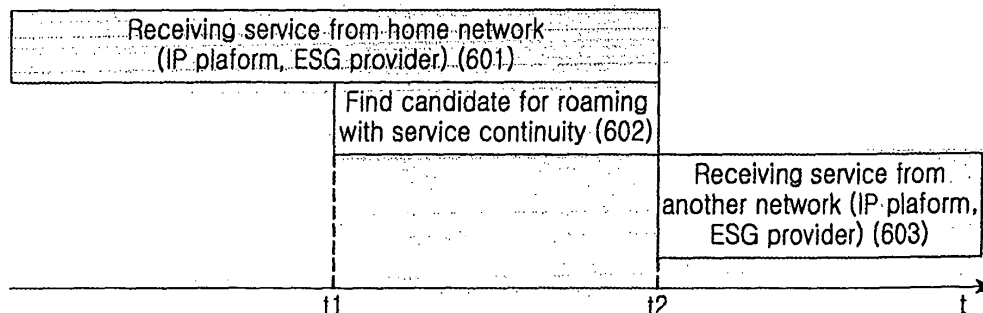 Receiving service from home network
(IP plaform, ESG provider) (601)
Find candidate for roaming
with service continuity (602)
Receiving service from
another network (IP plaform,
ESG provider) (603)
t1
t2
t